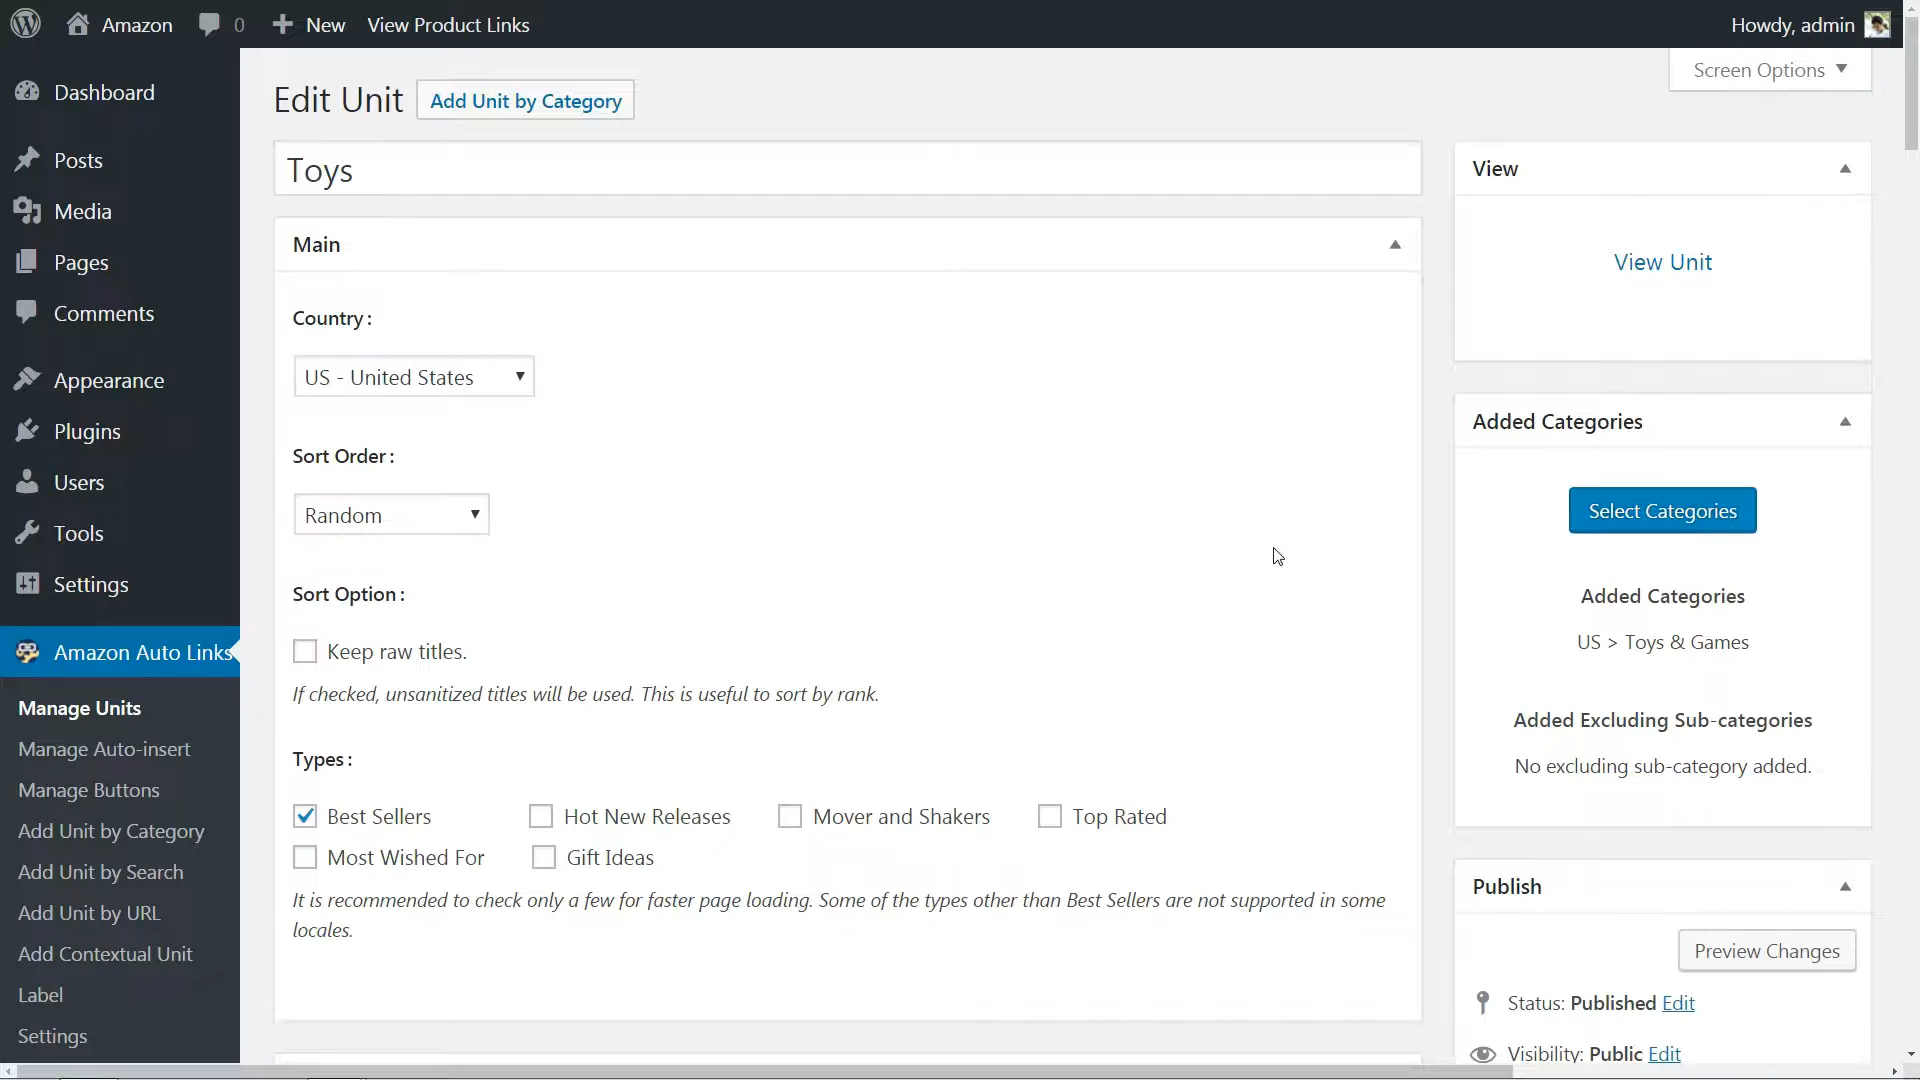 Amazon
0
New
View Product Links
Howdy, admin
Screen Options
Dashboard
Posts
Media
Pages
Comments
Appearance
Plugins
Users
Tools
Settings
Amazon Auto Links
Manage Units
Manage Auto-insert
Manage Buttons
Add Unit by Category
Add Unit by Search
Add Unit by URL
Add Contextual Unit
Label
Settings
Edit Unit
Add Unit by Category
Toys
Main
Country :
US - United States
Sort Order :
Random
Sort Option :
Keep raw titles.
If checked, unsanitized titles will be used. This is useful to sort by rank.
Types :
Best Sellers
Hot New Releases
Mover and Shakers
Top Rated
Most Wished For
Gift Ideas
It is recommended to check only a few for faster page loading. Some of the types other than Best Sellers are not supported in some
locales.
View
View Unit
Added Categories
Select Categories
Added Categories
US > Toys & Games
Added Excluding Sub-categories
No excluding sub-category added.
Publish
Preview Changes
Status: Published Edit
Visibility: Public Edit